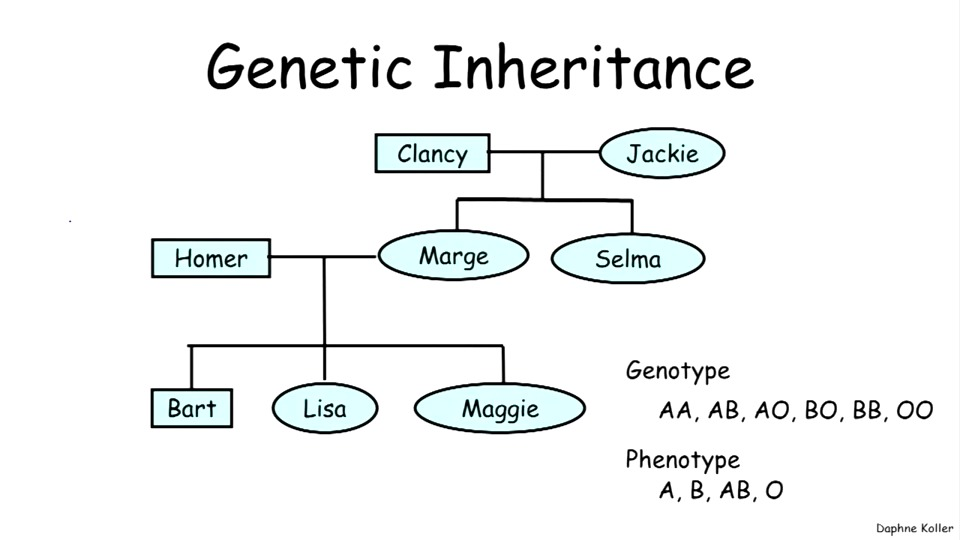 Genetic Inheritance
Clancy
Jackie
Homer
Marge
Selma
Bart
Lisa
Maggie
Genotype
AA, AB, AO, BO, BB, OO
Phenotype
A, B, AB, O
Daphne Koller